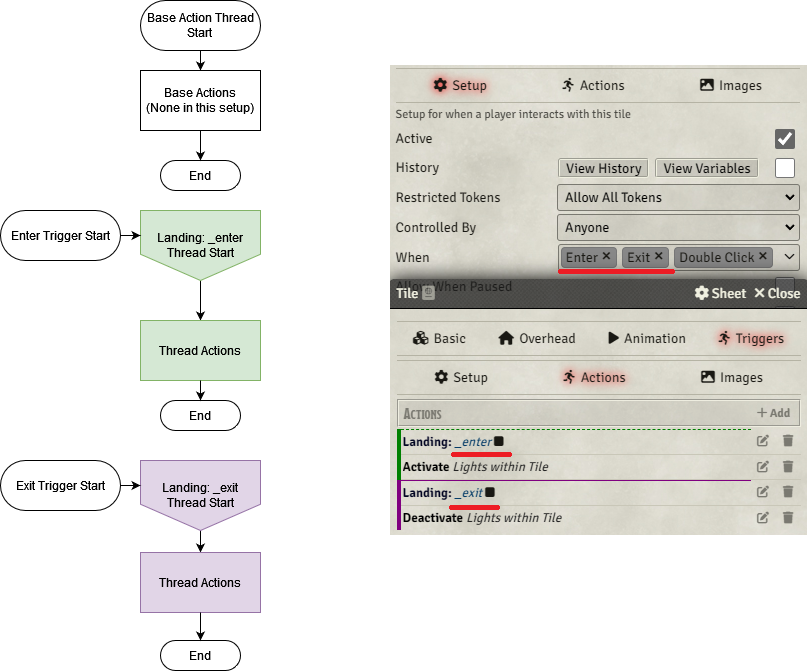 Base Action Thread
Start
Base Actions
(None in this setup)
End
Enter Trigger Start
Landing: _enter
Thread Start
Thread Actions
End
Exit Trigger Start
Landing: _exit
Thread Start
Thread Actions
End
Setup Actions Images
Setup for when a player interacts with this tile
Active
History View History View Variables
Restricted Tokens Allow All Tokens
Controlled By Anyone
When Enter × Exit × Double Click ×
Allow When Paused
Tile Sheet × Close
Basic Overhead Animation Triggers
Setup Actions Images
Actions + Add
Landing: _enter
Activate Lights within Tile
Landing: _exit
Deactivate Lights within Tile